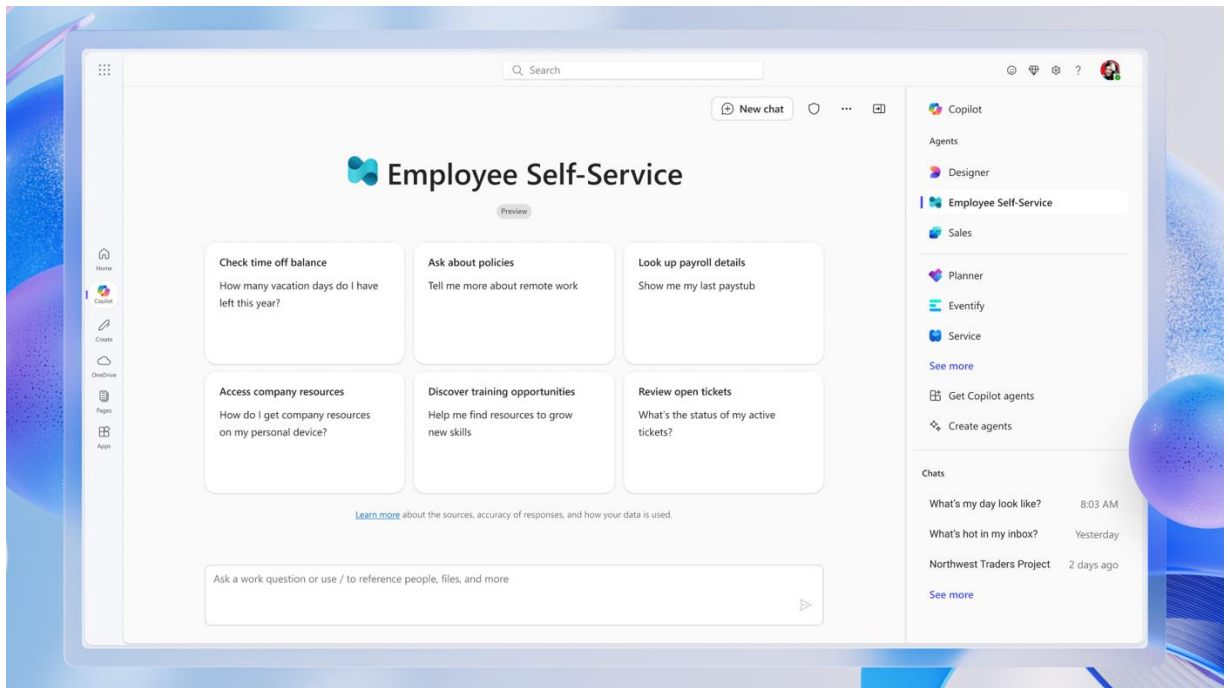 Search
?
New chat
Employee Self-Service
Preview
Check time off balance
How many vacation days do I have
left this year?
Ask about policies
Tell me more about remote work
Look up payroll details
Show me my last paystub
Access company resources
How do I get company resources
on my personal device?
Discover training opportunities
Help me find resources to grow
new skills
Review open tickets
What's the status of my active
tickets?
Learn more about the sources, accuracy of responses, and how your data is used.
Ask a work question or use / to reference people, files, and more
Home
Copilot
Create
OneDrive
Pages
Apps
Copilot
Agents
Designer
Employee Self-Service
Sales
Planner
Eventify
Service
See more
Get Copilot agents
Create agents
Chats
What's my day look like? 8:03 AM
What's hot in my inbox? Yesterday
Northwest Traders Project 2 days ago
See more